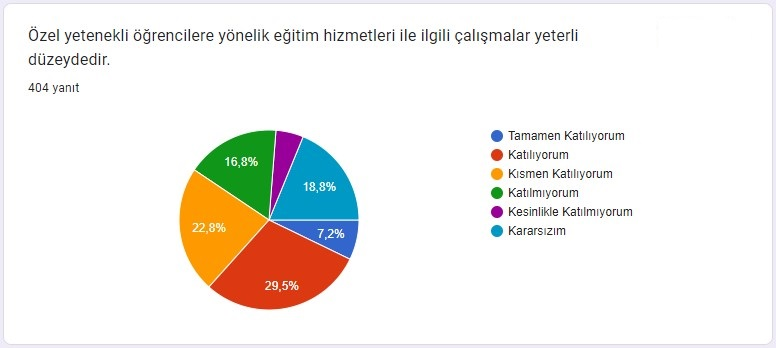 Özel yetenekli öğrencilere yönelik eğitim hizmetleri ile ilgili çalışmalar yeterli
düzeydedir.
404 yanıt
16,8%
18,8%
22,8%
7,2%
29,5%
Tamamen Katılıyorum
Katılıyorum
Kısmen Katılıyorum
Katılmıyorum
Kesinlikle Katılmıyorum
Kararsızım